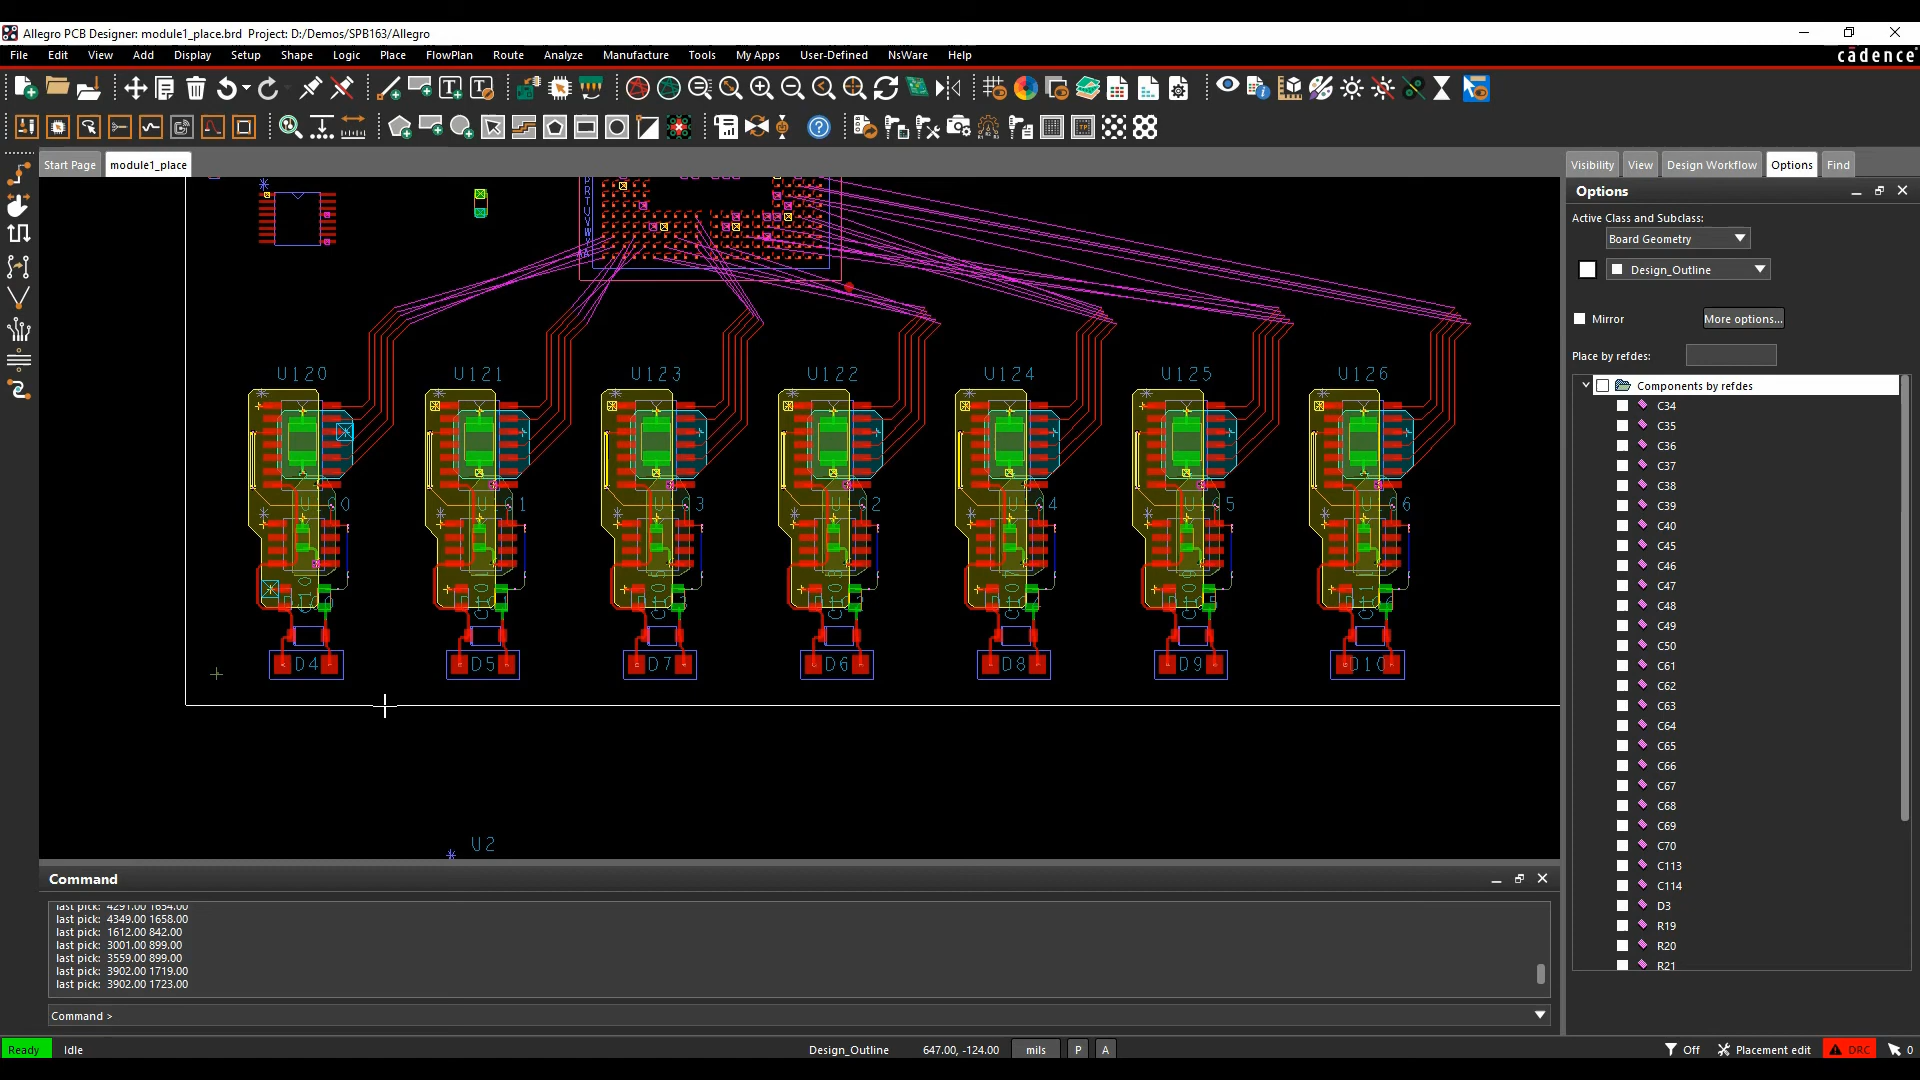 Allegro PCB Designer: module1_place.brd  Project: D:/Demos/SPB163/Allegro
File Edit View Add Display Setup Shape Logic Place FlowPlan Route Analyze Manufacture Tools My Apps User-Defined NsWare Help
cādence
Start Page module1_place
Visibility View Design Workflow Options Find
Options
Active Class and Subclass:
Board Geometry
Design_Outline
Mirror More options...
Place by refdes:
Components by refdes
C34
C35
C36
C37
C38
C39
C40
C45
C46
C47
C48
C49
C50
C61
C62
C63
C64
C65
C66
C67
C68
C69
C70
C113
C114
D3
R19
R20
R21
P
R
T
U
V
W
Y
U120 U121 U123 U122 U124 U125 U126
D4 D5 D7 D6 D8 D9 D10
U2
Command
last pick: 4291.00 1654.00
last pick: 4349.00 1658.00
last pick: 1612.00 842.00
last pick: 3001.00 899.00
last pick: 3559.00 899.00
last pick: 3902.00 1719.00
last pick: 3902.00 1723.00
Command >
Ready Idle Design_Outline 647.00, -124.00 mils P A Off Placement edit DRC 0